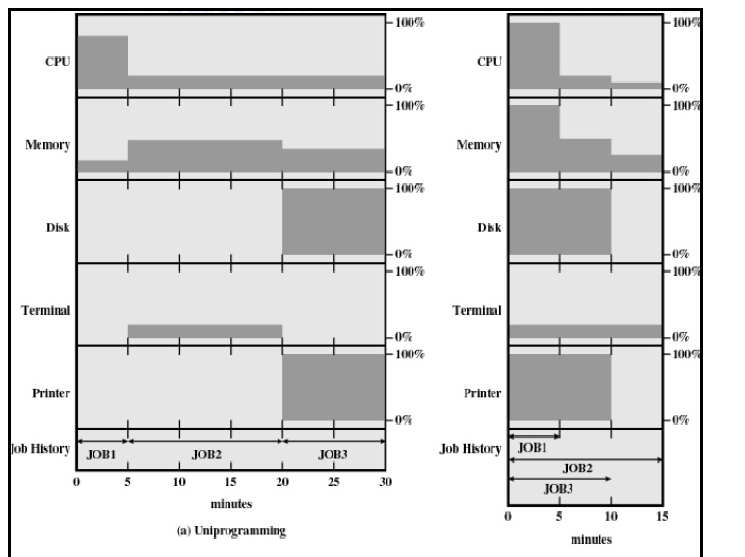 100%
CPU
0%
100%
Memory
0%
100%
Disk
0%
100%
Terminal
0%
100%
Printer
0%
Job History
JOB1 JOB2 JOB3
0 5 10 15 20 25 30
minutes
(a) Uniprogramming
100%
CPU
0%
100%
Memory
0%
100%
Disk
0%
100%
Terminal
0%
100%
Printer
0%
Job History
JOB1
JOB2
JOB3
0 5 10 15
minutes